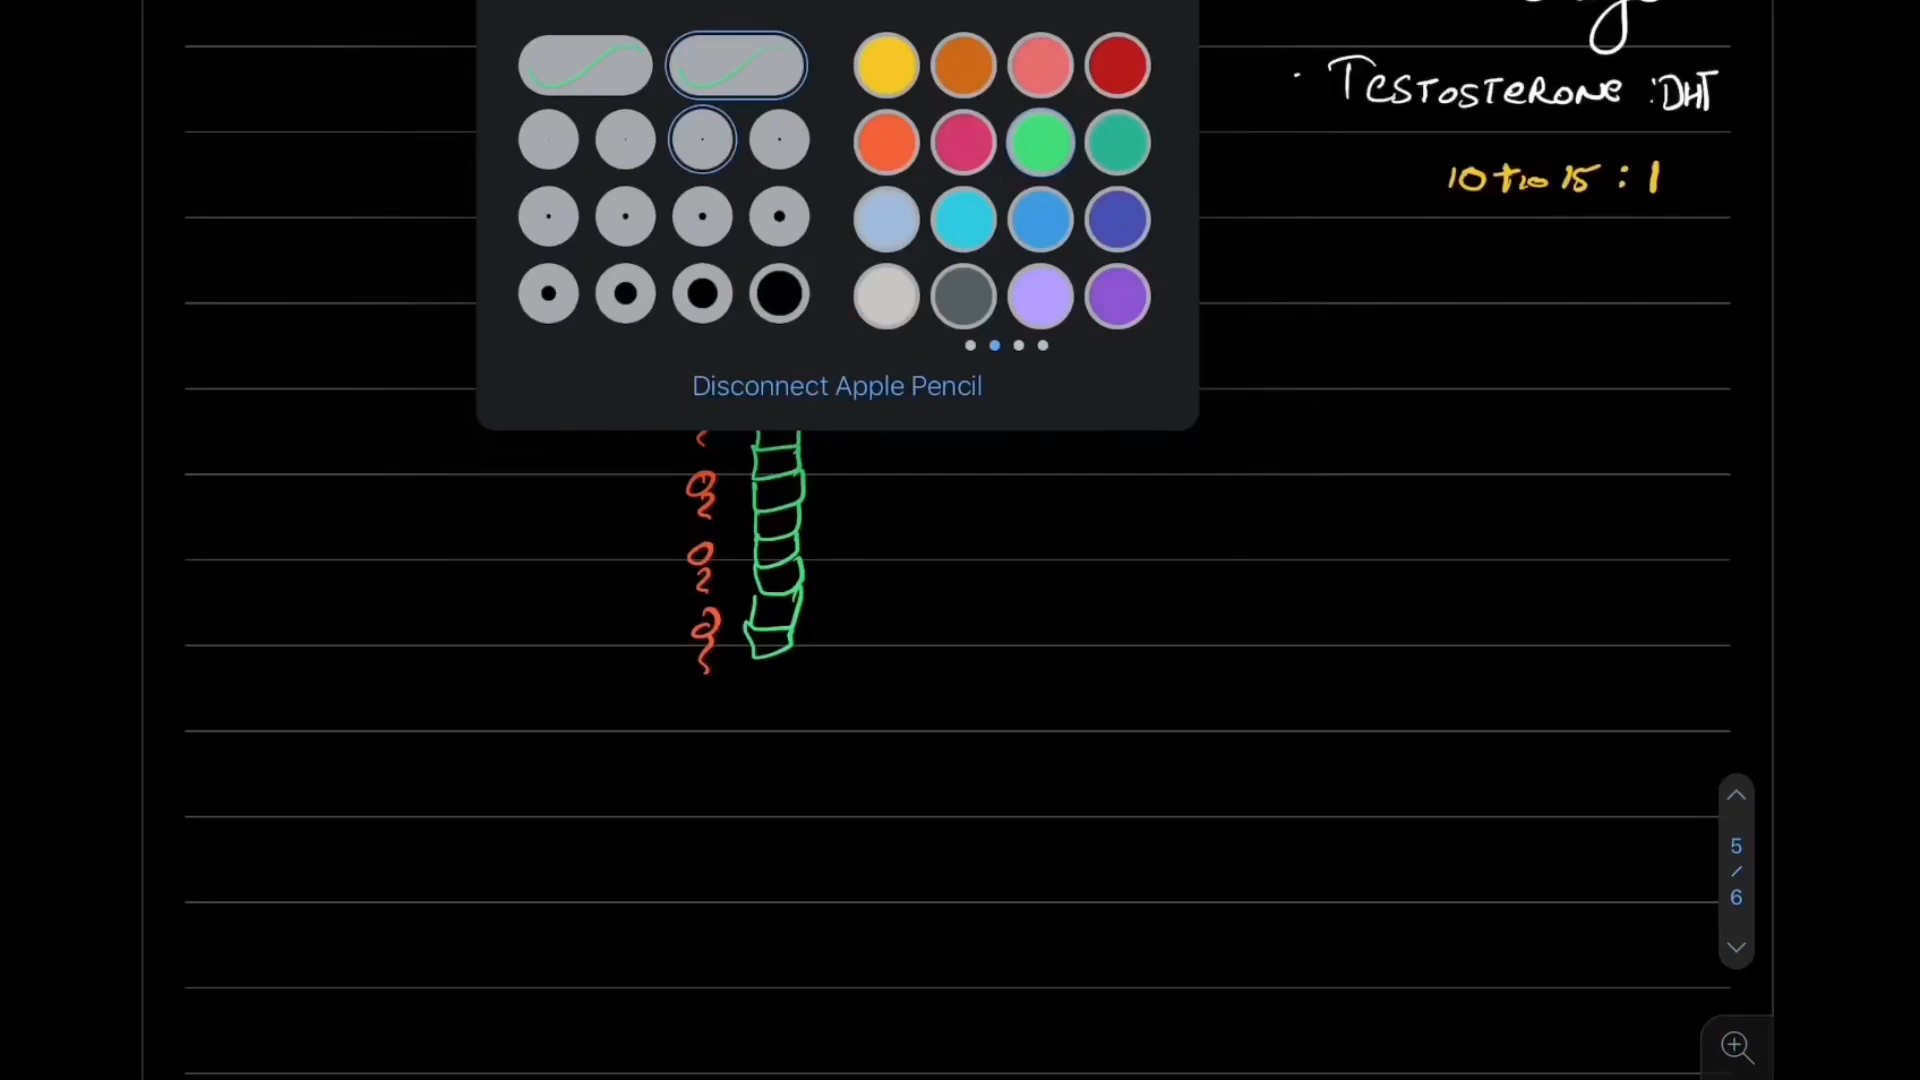 · TESTOSTERONE : DHT
10 to 15 : 1
Disconnect Apple Pencil
5
/
6